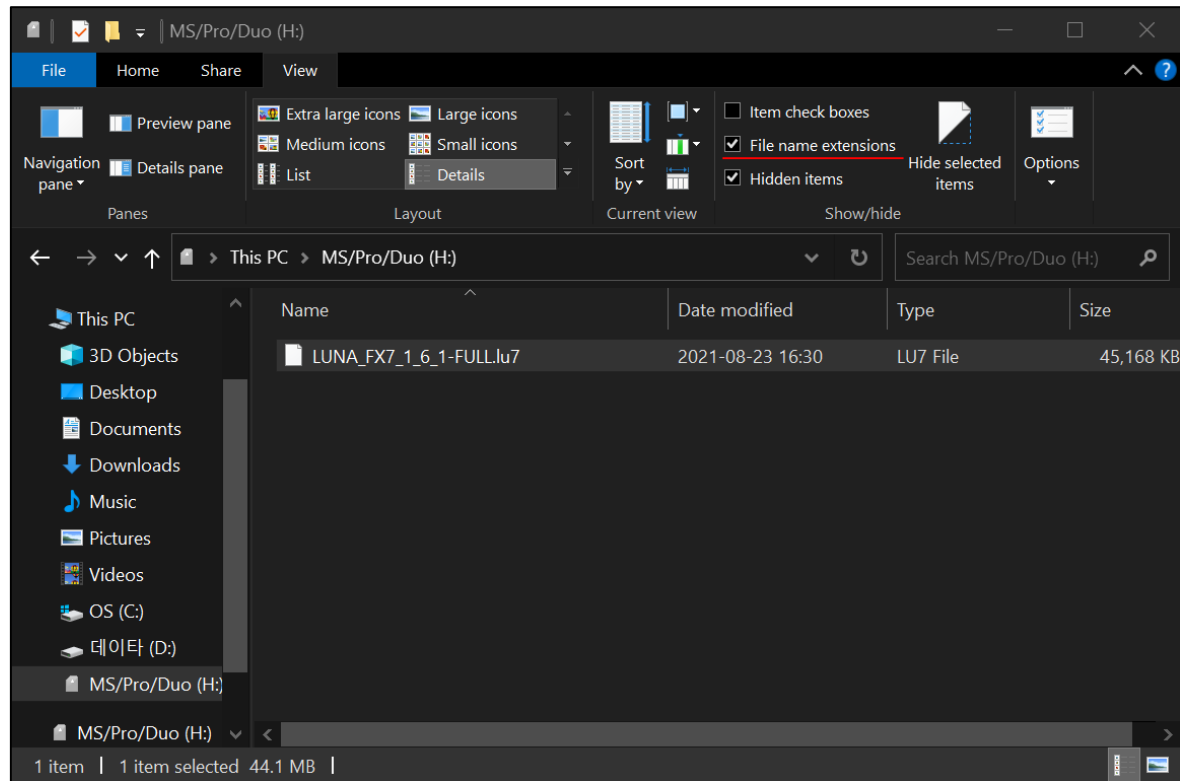 MS/Pro/Duo (H:)
File Home Share View
Preview pane
Details pane
Navigation pane
Panes
Extra large icons Large icons
Medium icons Small icons
List Details
Layout
Sort by
Current view
Item check boxes
File name extensions
Hidden items
Hide selected items
Show/hide
Options
This PC > MS/Pro/Duo (H:)
Search MS/Pro/Duo (H:)
This PC
3D Objects
Desktop
Documents
Downloads
Music
Pictures
Videos
OS (C:)
데이타 (D:)
MS/Pro/Duo (H:)
MS/Pro/Duo (H:)
Name Date modified Type Size
LUNA_FX7_1_6_1-FULL.lu7 2021-08-23 16:30 LU7 File 45,168 KB
1 item 1 item selected 44.1 MB